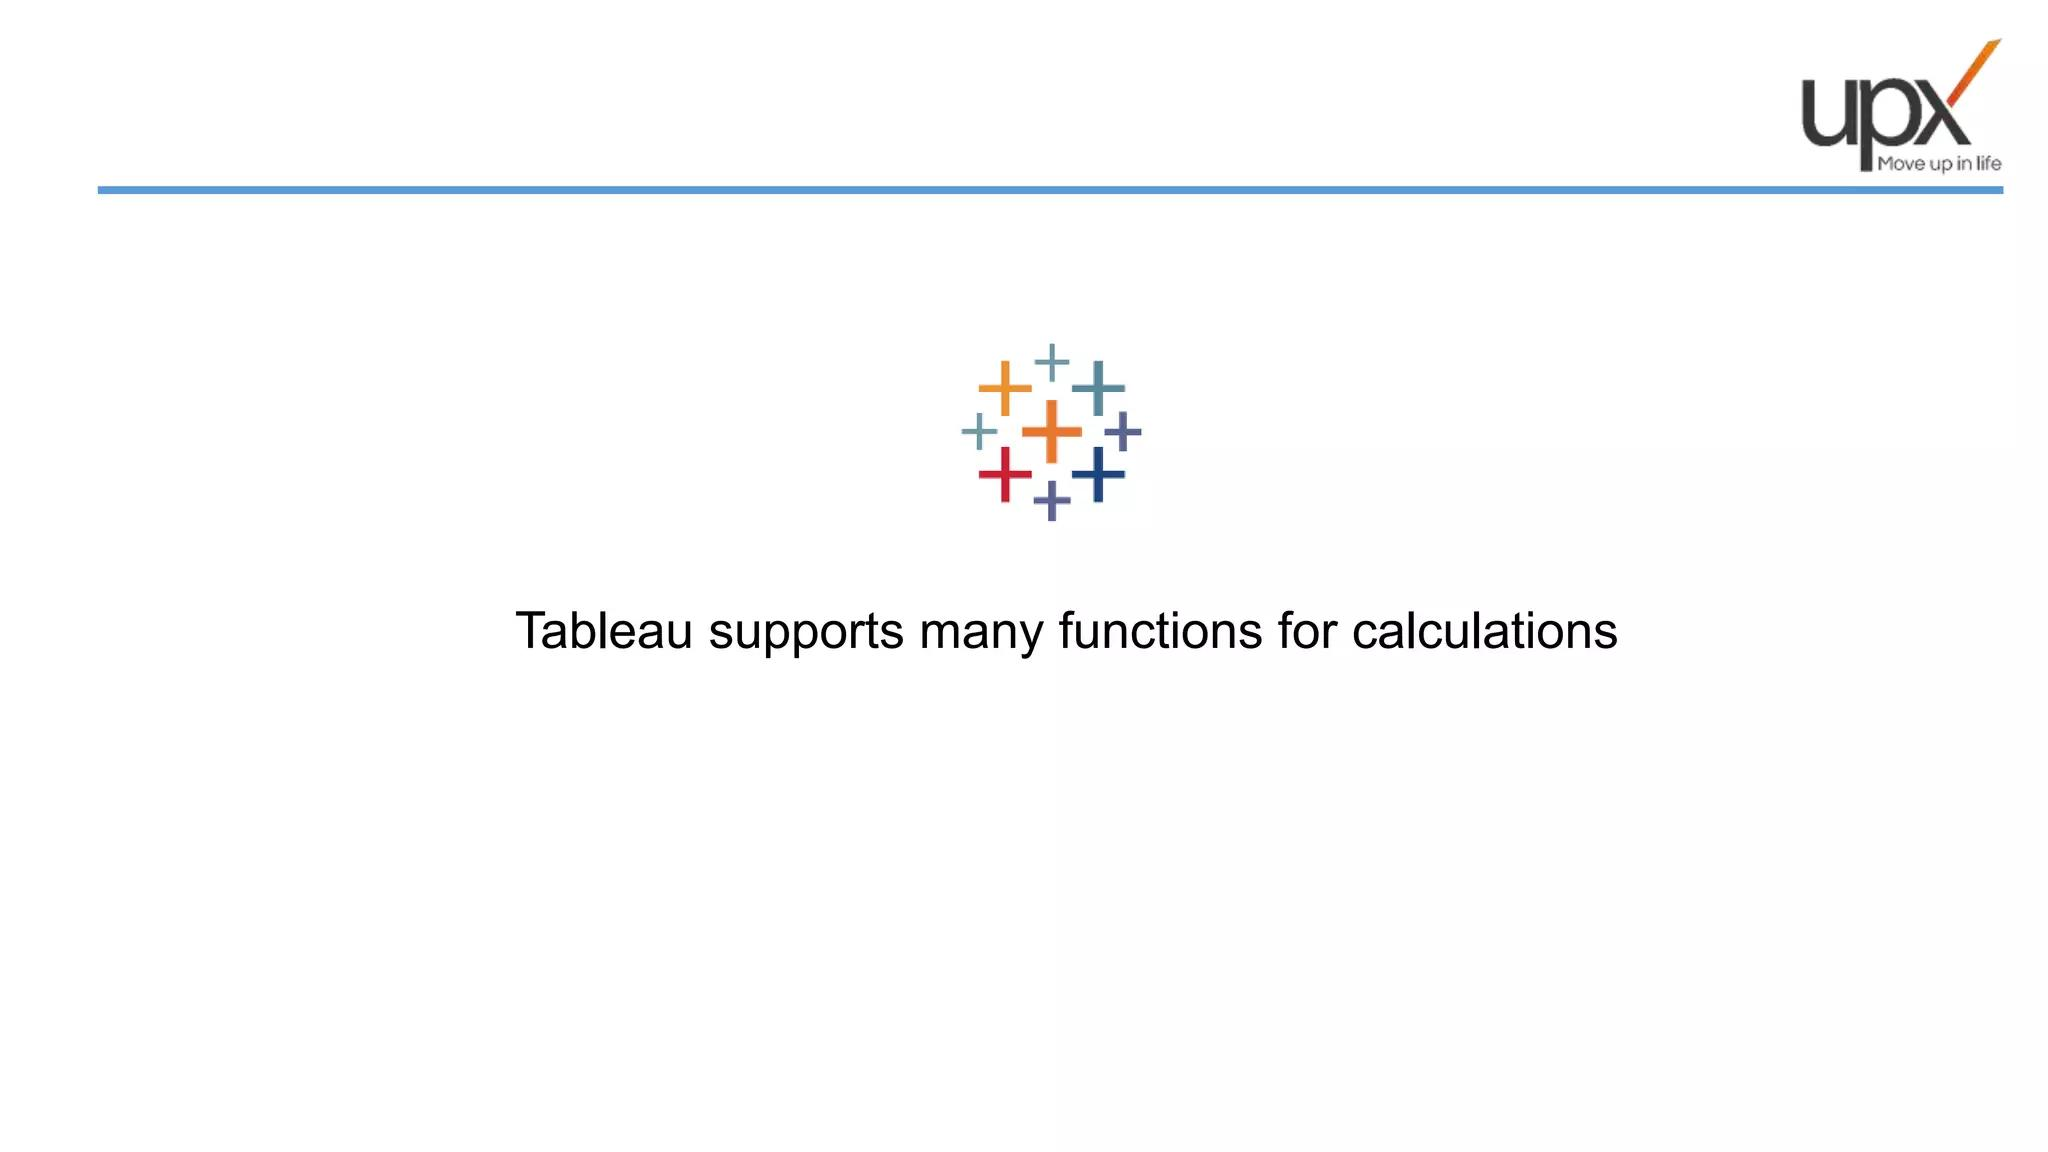 upx
Move up in life
Tableau supports many functions for calculations